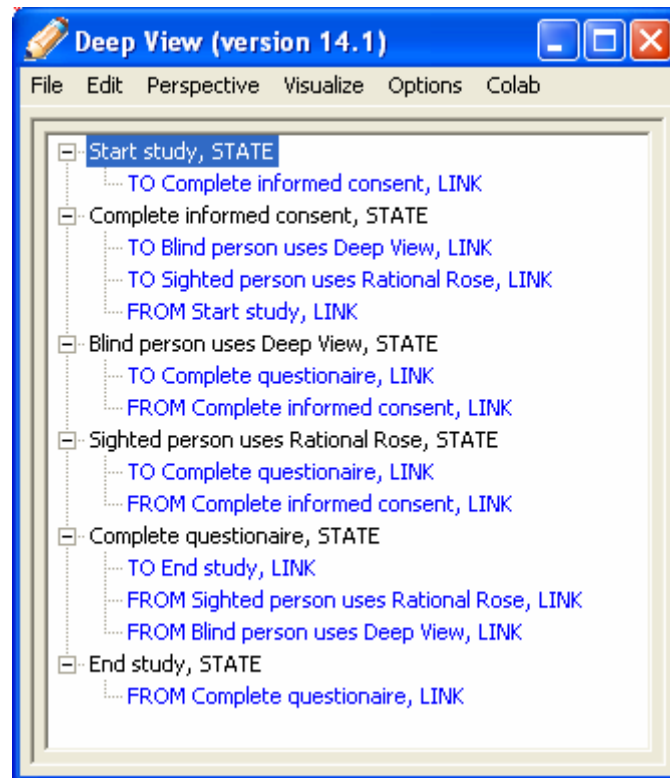 Deep View (version 14.1)
File Edit Perspective Visualize Options Colab
Start study, STATE
TO Complete informed consent, LINK
Complete informed consent, STATE
TO Blind person uses Deep View, LINK
TO Sighted person uses Rational Rose, LINK
FROM Start study, LINK
Blind person uses Deep View, STATE
TO Complete questionaire, LINK
FROM Complete informed consent, LINK
Sighted person uses Rational Rose, STATE
TO Complete questionaire, LINK
FROM Complete informed consent, LINK
Complete questionaire, STATE
TO End study, LINK
FROM Sighted person uses Rational Rose, LINK
FROM Blind person uses Deep View, LINK
End study, STATE
FROM Complete questionaire, LINK